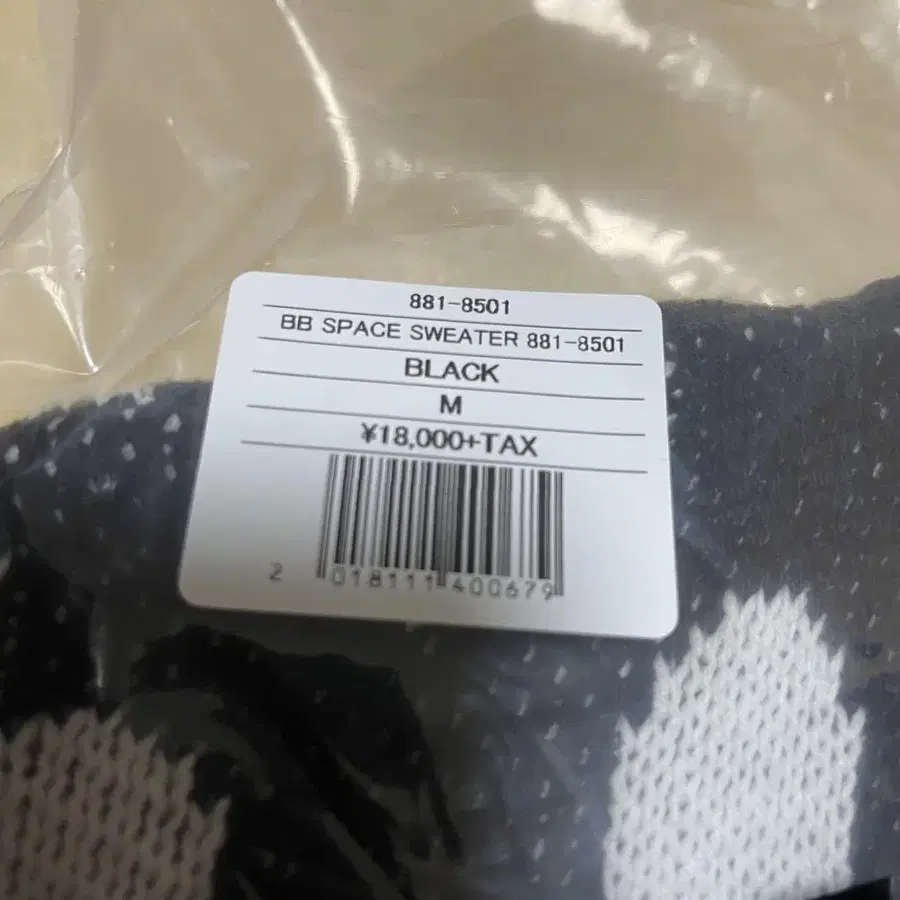 881-8501
BB SPACE SWEATER 881-8501
BLACK
M
¥18,000+TAX
2 018111 400679